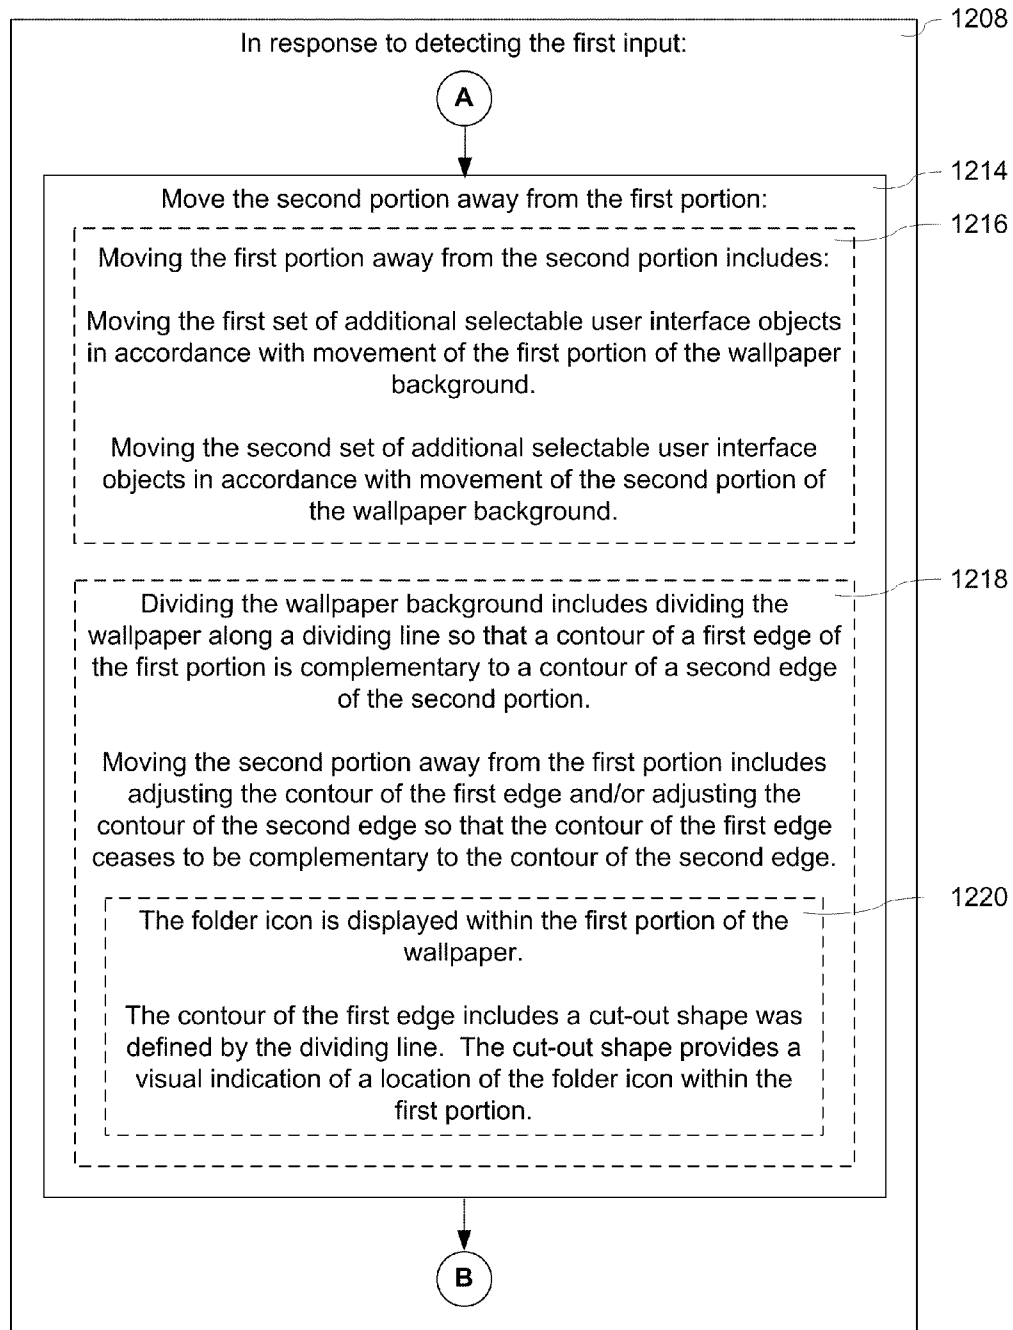 1208
In response to detecting the first input:
A
1214
Move the second portion away from the first portion:
1216
Moving the first portion away from the second portion includes:
Moving the first set of additional selectable user interface objects
in accordance with movement of the first portion of the wallpaper
background.
Moving the second set of additional selectable user interface
objects in accordance with movement of the second portion of
the wallpaper background.
1218
Dividing the wallpaper background includes dividing the
wallpaper along a dividing line so that a contour of a first edge of
the first portion is complementary to a contour of a second edge
of the second portion.
Moving the second portion away from the first portion includes
adjusting the contour of the first edge and/or adjusting the
contour of the second edge so that the contour of the first edge
ceases to be complementary to the contour of the second edge.
1220
The folder icon is displayed within the first portion of the
wallpaper.
The contour of the first edge includes a cut-out shape was
defined by the dividing line.  The cut-out shape provides a
visual indication of a location of the folder icon within the
first portion.
B